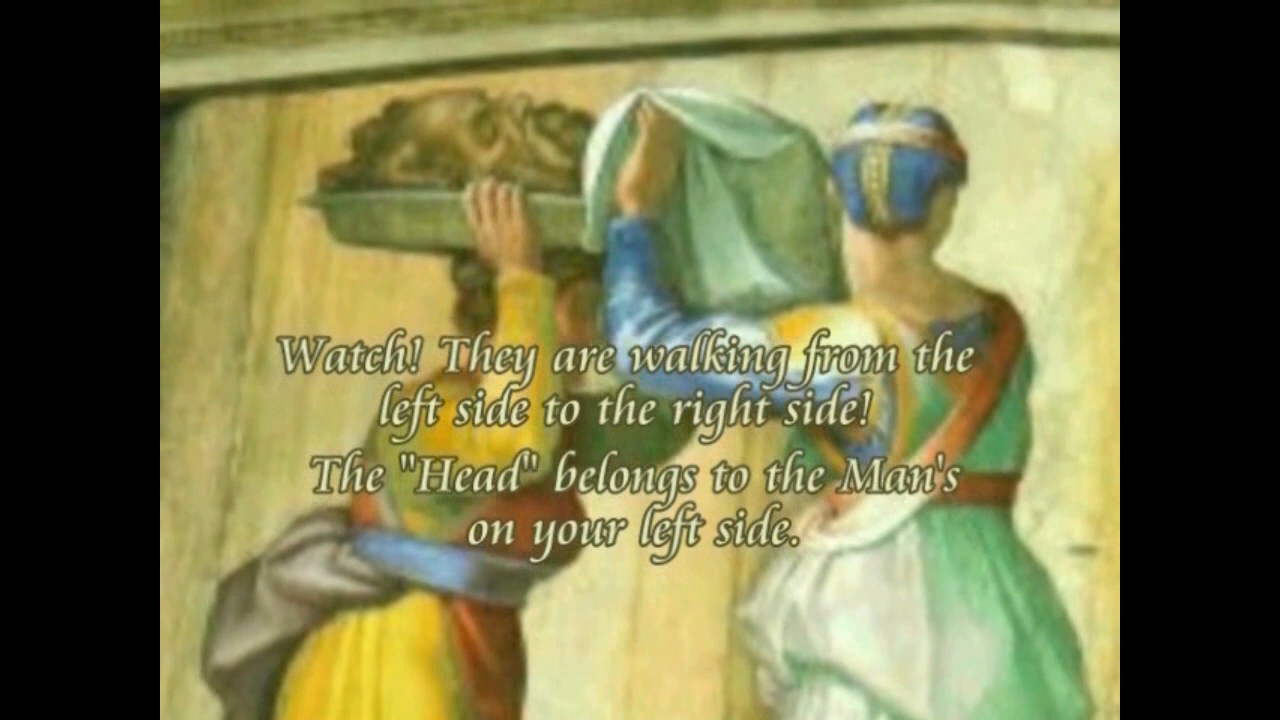 Watch! They are walking from the
left side to the right side!
The "Head" belongs to the Man's
on your left side.